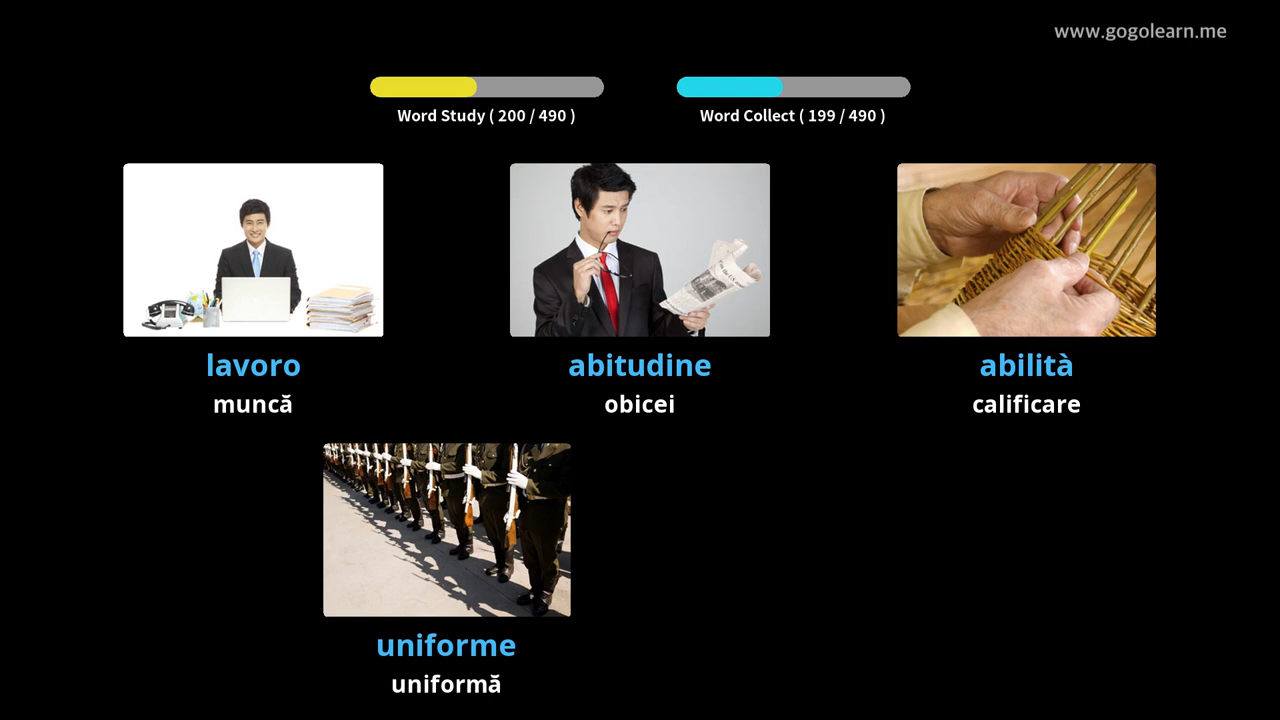 www.gogolearn.me
Word Study ( 200 / 490 )
Word Collect ( 199 / 490 )
lavoro
muncă
abitudine
obicei
abilità
calificare
uniforme
uniformă